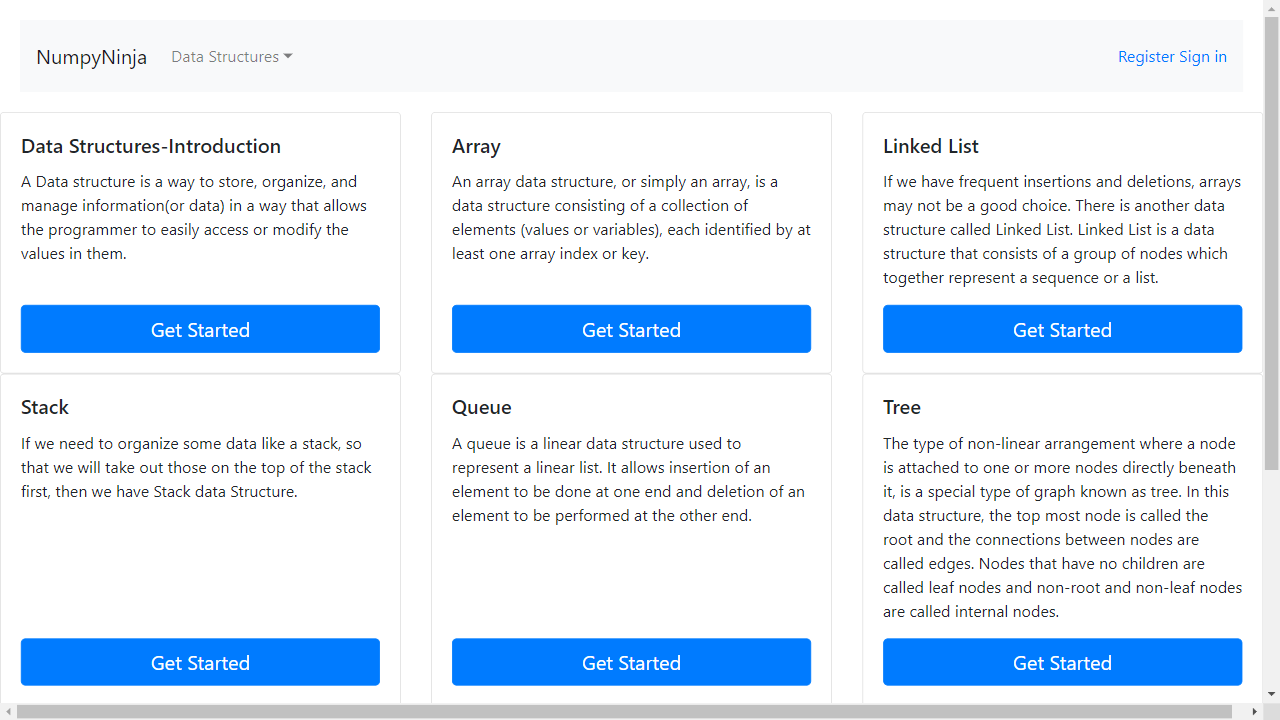 NumpyNinja
Data Structures
Register Sign in
Data Structures-Introduction
A Data structure is a way to store, organize, and
manage information(or data) in a way that allows
the programmer to easily access or modify the
values in them.
Get Started
Array
An array data structure, or simply an array, is a
data structure consisting of a collection of
elements (values or variables), each identified by at
least one array index or key.
Get Started
Linked List
If we have frequent insertions and deletions, arrays
may not be a good choice. There is another data
structure called Linked List. Linked List is a data
structure that consists of a group of nodes which
together represent a sequence or a list.
Get Started
Stack
If we need to organize some data like a stack, so
that we will take out those on the top of the stack
first, then we have Stack data Structure.
Get Started
Queue
A queue is a linear data structure used to
represent a linear list. It allows insertion of an
element to be done at one end and deletion of an
element to be performed at the other end.
Get Started
Tree
The type of non-linear arrangement where a node
is attached to one or more nodes directly beneath
it, is a special type of graph known as tree. In this
data structure, the top most node is called the
root and the connections between nodes are
called edges. Nodes that have no children are
called leaf nodes and non-root and non-leaf nodes
are called internal nodes.
Get Started